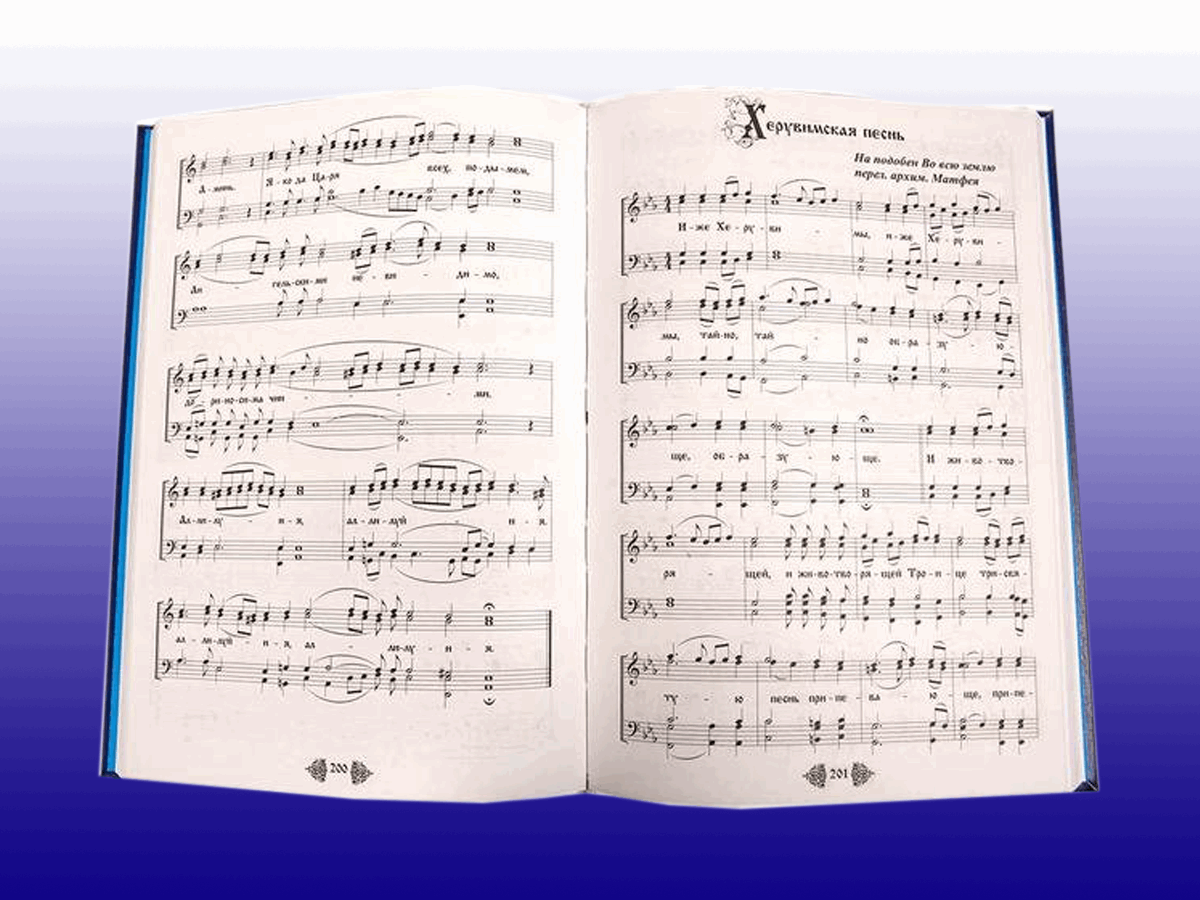 А - минь. Я - ко да Ца - ря всех, по - ды - мем,
Ан - гель - ски - ми не - ви - ди - мо,
до - ри - но - си - ма чин - ми.
Ал - ли - лу - и - я, ал - ли - луй - и - я.
ал - ли - луй - и - я, ал - ли - лу - и - я.
200
Херувимская песнь
На подобен Во всю землю
перел. архим. Матфея
И - же Хе - ру - ви - мы, и - же Хе - ру - ви -
мы, тай - но, тай - но об - ра - зу - ю -
ще, об - ра - зу - ю - ще. И жи - во - тво -
ря - щей, и жи - во - тво - ря - щей Тро - и - це три - свя -
ту - ю песнь при - пе - ва - ю - ще, при - пе -
201